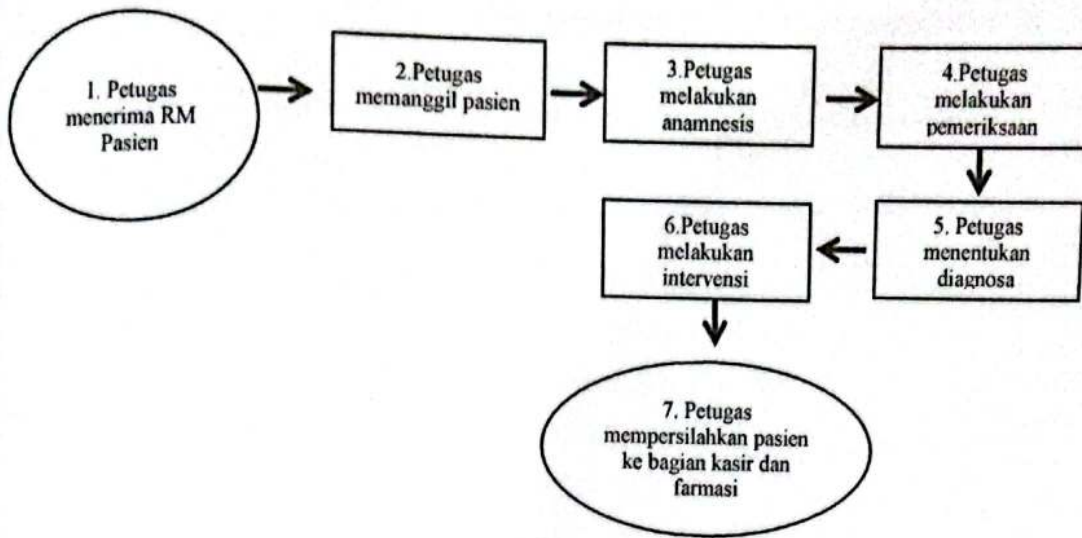 1. Petugas
menerima RM
Pasien
2.Petugas
memanggil pasien
3.Petugas
melakukan
anamnesis
4.Petugas
melakukan
pemeriksaan
5. Petugas
menentukan
diagnosa
6.Petugas
melakukan
intervensi
7. Petugas
mempersilahkan pasien
ke bagian kasir dan
farmasi